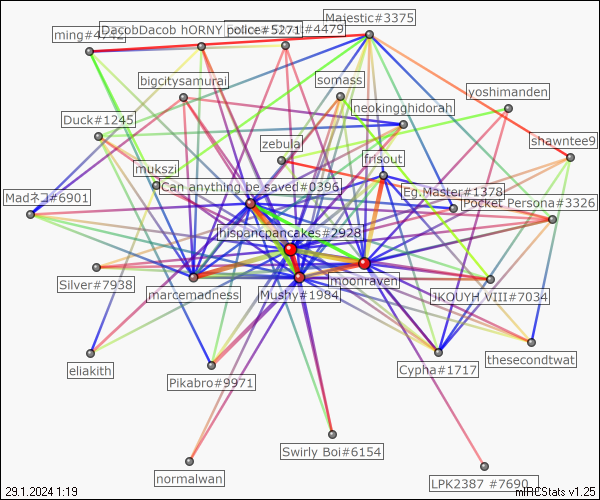 Majestic#3375
DacobDacob hORNY police#5271
#4479
ming#4742
bigcitysamurai
somass
yoshimanden
neokingghidorah
Duck#1245
zebula
shawntee9
frisout
mukszi
Can anything be saved#0396
Eg.Master#1378
Madネコ#6901
Pocket Persona#3326
hispancpancakes#2928
Silver#7938
moonraven
marcemadness
Mushy#1984
JKOUYH VIII#7034
eliakith
Cypha#1717
thesecondtwat
Pikabro#9971
Swirly Boi#6154
normalwan
LPK2387 #7690
29.1.2024 1:19
mIRCStats v1.25